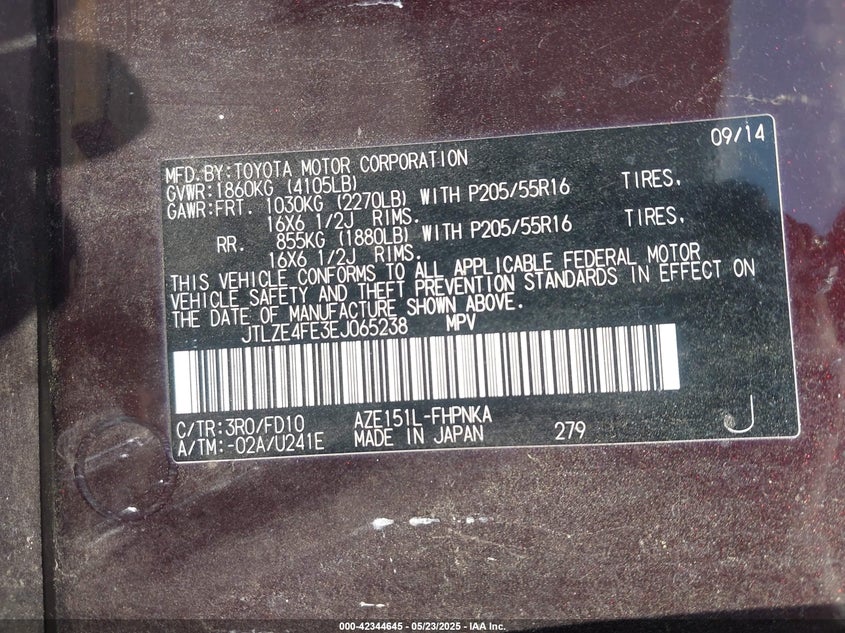 09/14
MFD.BY:TOYOTA MOTOR CORPORATION
GVWR:1860KG (4105LB)
GAWR:FRT. 1030KG (2270LB) WITH P205/55R16 TIRES,
16X6 1/2J RIMS.
RR. 855KG (1880LB) WITH P205/55R16 TIRES,
16X6 1/2J RIMS.
THIS VEHICLE CONFORMS TO ALL APPLICABLE FEDERAL MOTOR
VEHICLE SAFETY AND THEFT PREVENTION STANDARDS IN EFFECT ON
THE DATE OF MANUFACTURE SHOWN ABOVE.
JTLZE4FE3EJ065238 MPV
C/TR:3R0/FD10 AZE151L-FHPNKA
A/TM:-02A/U241E MADE IN JAPAN 279 J
000-42344645 - 05/23/2025 - IAA Inc.